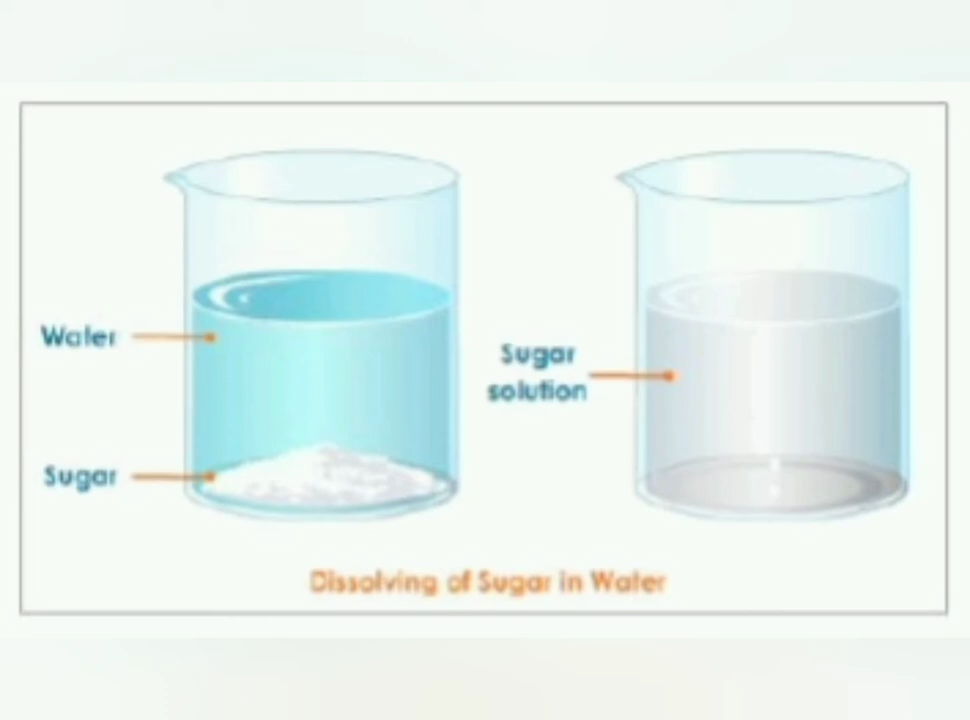 Water
Sugar
solution
Sugar
Dissolving of Sugar in Water